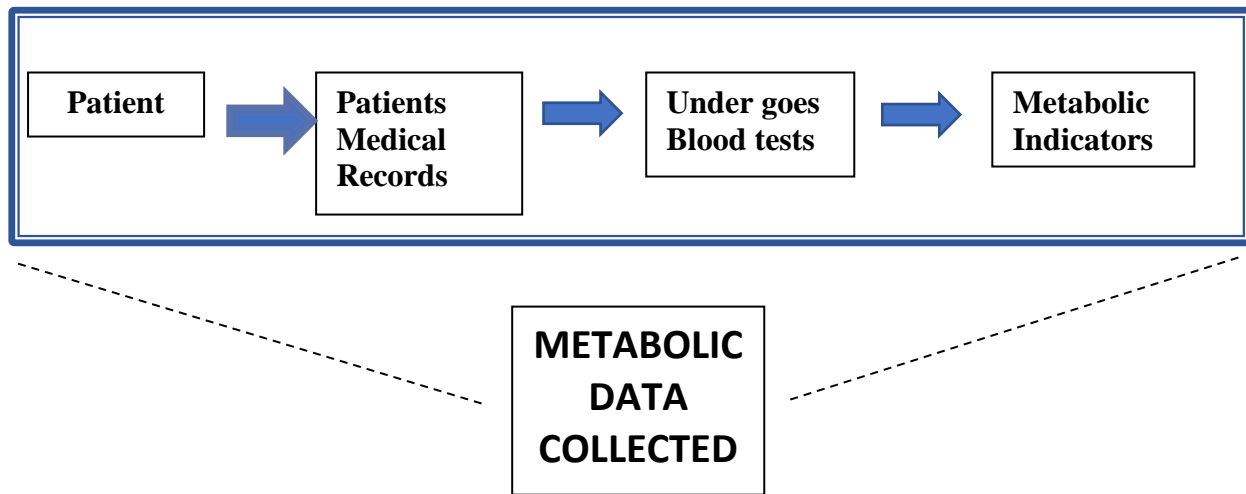 Patient
Patients
Medical
Records
Under goes
Blood tests
Metabolic
Indicators
METABOLIC
DATA
COLLECTED